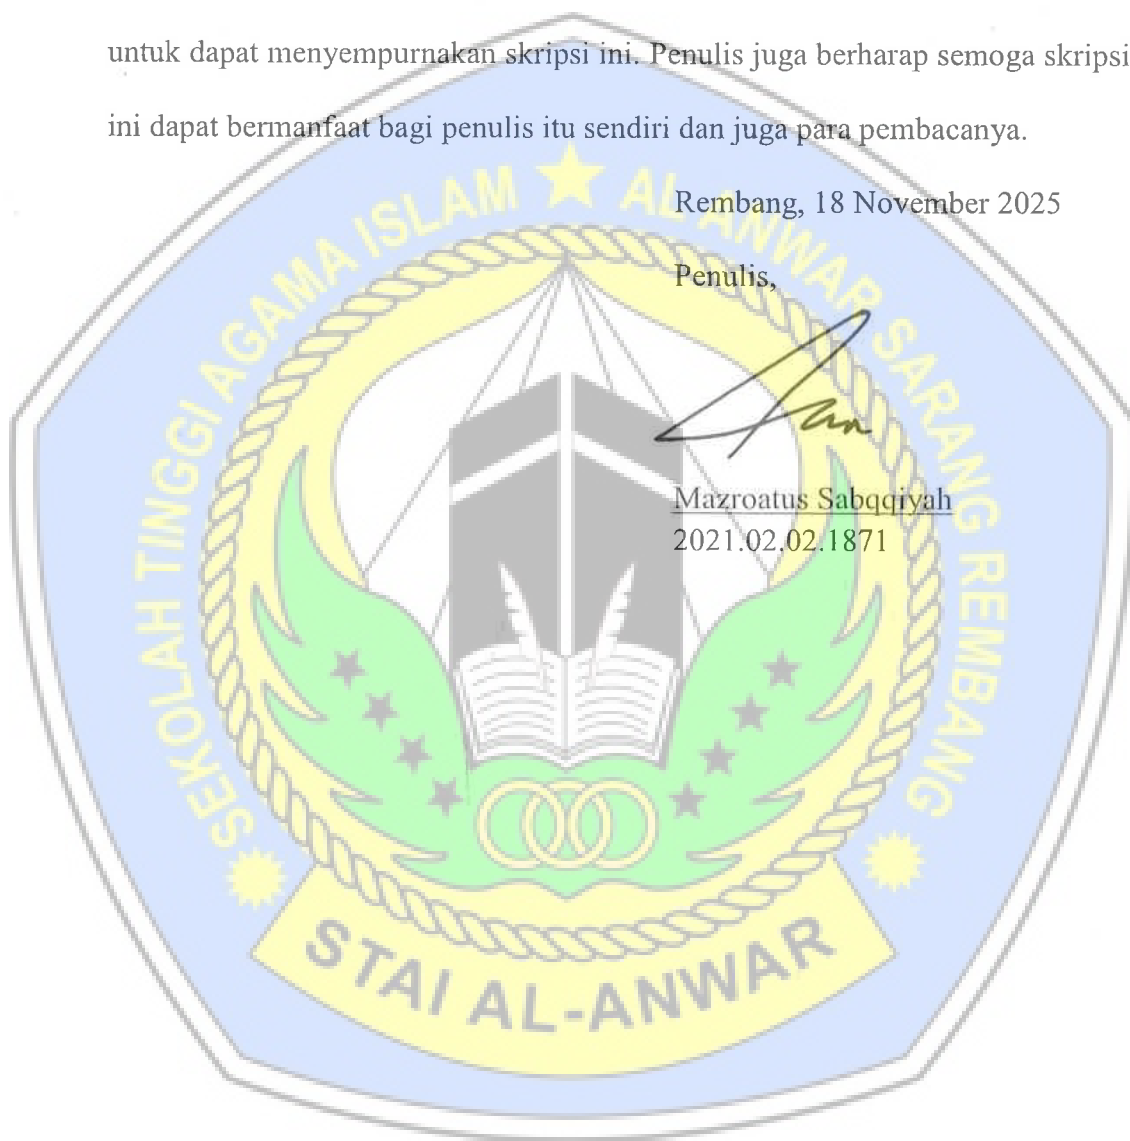 untuk dapat menyempurnakan skripsi ini. Penulis juga berharap semoga skripsi
ini dapat bermanfaat bagi penulis itu sendiri dan juga para pembacanya.
Rembang, 18 November 2025
Penulis,
Mazroatus Sabqqiyah
2021.02.02.1871
SEKOLAH TINGGI AGAMA ISLAM ★ AL-ANWAR SARANG REMBANG
STAI AL-ANWAR